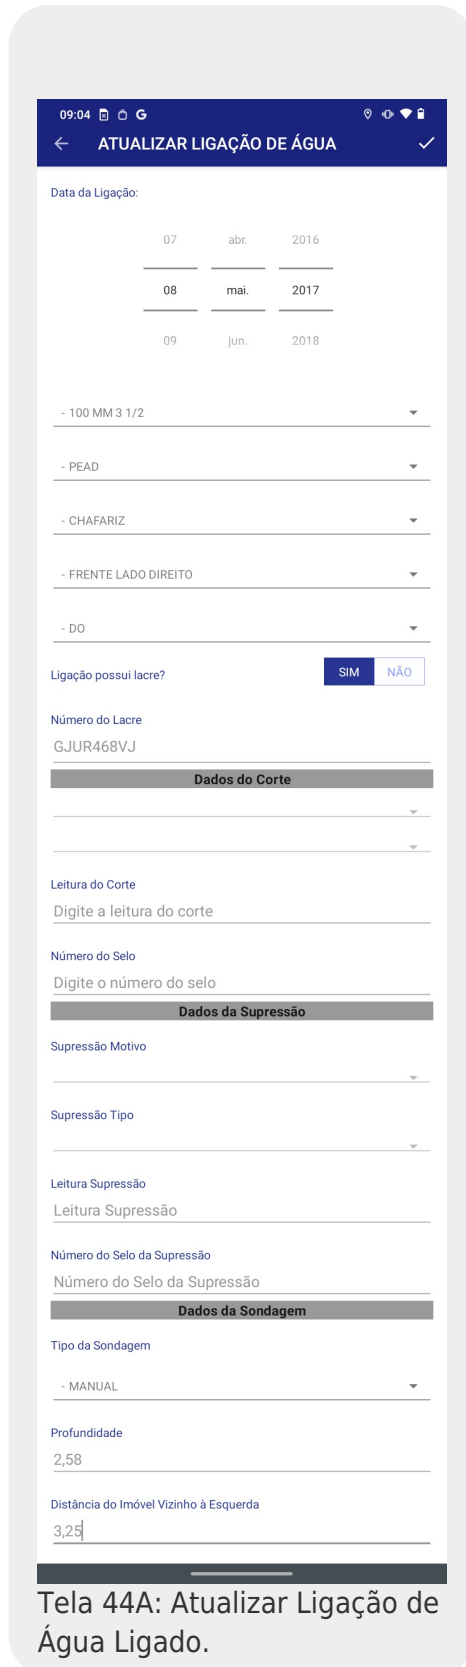 09:04 G
ATUALIZAR LIGAÇÃO DE ÁGUA
Data da Ligação:
07 abr. 2016
08 mai. 2017
09 jun. 2018
- 100 MM 3 1/2
- PEAD
- CHAFARIZ
- FRENTE LADO DIREITO
- DO
Ligação possui lacre? SIM NÃO
Número do Lacre
GJUR468VJ
Dados do Corte
Leitura do Corte
Digite a leitura do corte
Número do Selo
Digite o número do selo
Dados da Supressão
Supressão Motivo
Supressão Tipo
Leitura Supressão
Leitura Supressão
Número do Selo da Supressão
Número do Selo da Supressão
Dados da Sondagem
Tipo da Sondagem
- MANUAL
Profundidade
2,58
Distância do Imóvel Vizinho à Esquerda
3,25
Tela 44A: Atualizar Ligação de
Água Ligado.